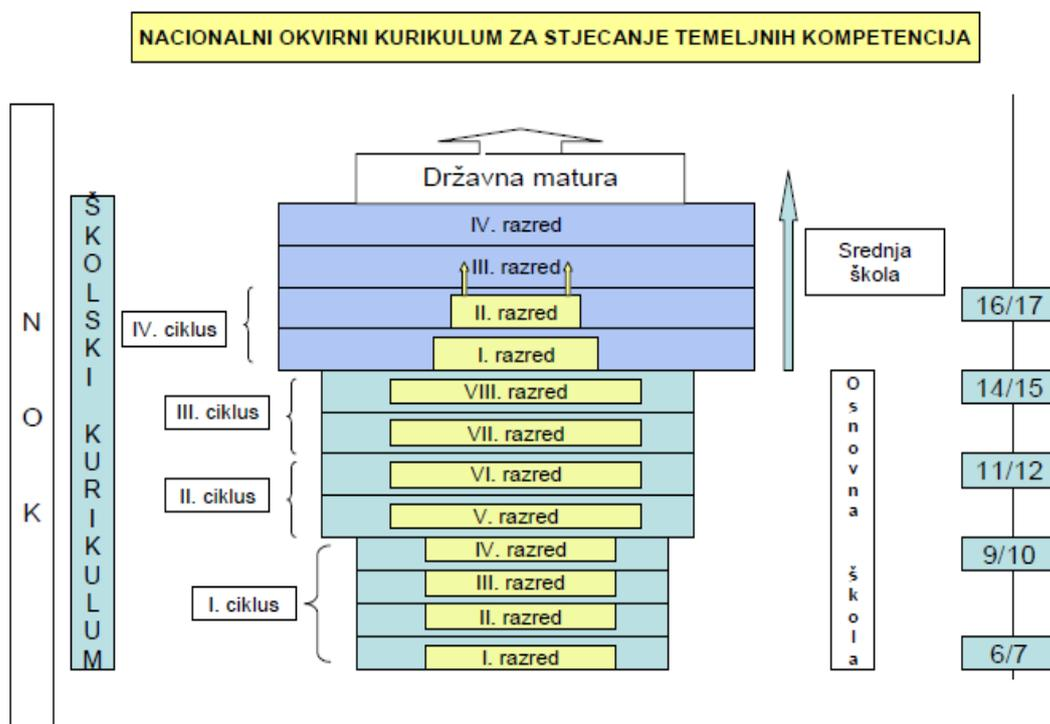 NACIONALNI OKVIRNI KURIKULUM ZA STJECANJE TEMELJNIH KOMPETENCIJA
NOK
ŠKOLSKI KURIKULUM
Državna matura
IV. razred
III. razred
II. razred
I. razred
VIII. razred
VII. razred
VI. razred
V. razred
IV. razred
III. razred
II. razred
I. razred
IV. ciklus
III. ciklus
II. ciklus
I. ciklus
Srednja
škola
Osnovna škola
16/17
14/15
11/12
9/10
6/7